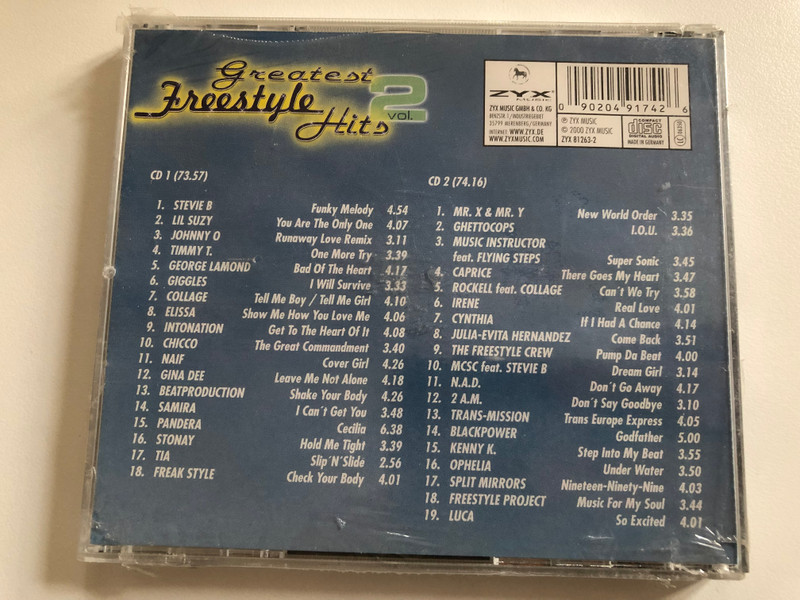 Greatest
Freestyle
Hits vol. 2
ZYX
MUSIC
ZYX MUSIC GMBH & CO. KG
BENZSTR.1/INDUSTRIEGEBIET
35799 MERENBERG/GERMANY
INTERNET: WWW.ZYX.DE
WWW.ZYXMUSIC.COM
0 90204 91742 6
℗ ZYX MUSIC
© 2000 ZYX MUSIC
ZYX 81263-2
COMPACT
disc
DIGITAL AUDIO
MADE IN GERMANY
CD 1 (73.57)
1. STEVIE B Funky Melody 4.54
2. LIL SUZY You Are The Only One 4.07
3. JOHNNY O Runaway Love Remix 3.11
4. TIMMY T. One More Try 3.39
5. GEORGE LAMOND Bad Of The Heart 4.17
6. GIGGLES I Will Survive 3.33
7. COLLAGE Tell Me Boy / Tell Me Girl 4.10
8. ELISSA Show Me How You Love Me 4.06
9. INTONATION Get To The Heart Of It 4.08
10. CHICCO The Great Commandment 3.40
11. NAIF Cover Girl 4.26
12. GINA DEE Leave Me Not Alone 4.18
13. BEATPRODUCTION Shake Your Body 4.26
14. SAMIRA I Can´t Get You 3.48
15. PANDERA Cecilia 6.38
16. STONAY Hold Me Tight 3.39
17. TIA Slip´N´Slide 2.56
18. FREAK STYLE Check Your Body 4.01
CD 2 (74.16)
1. MR. X & MR. Y New World Order 3.35
2. GHETTOCOPS I.O.U. 3.36
3. MUSIC INSTRUCTOR
feat. FLYING STEPS Super Sonic 3.45
4. CAPRICE There Goes My Heart 3.47
5. ROCKELL feat. COLLAGE Can´t We Try 3.58
6. IRENE Real Love 4.01
7. CYNTHIA If I Had A Chance 4.14
8. JULIA-EVITA HERNANDEZ Come Back 3.51
9. THE FREESTYLE CREW Pump Da Beat 4.00
10. MCSC feat. STEVIE B Dream Girl 3.14
11. N.A.D. Don´t Go Away 4.17
12. 2 A.M. Don´t Say Goodbye 3.10
13. TRANS-MISSION Trans Europe Express 4.05
14. BLACKPOWER Godfather 5.00
15. KENNY K. Step Into My Beat 3.55
16. OPHELIA Under Water 3.50
17. SPLIT MIRRORS Nineteen-Ninety-Nine 4.03
18. FREESTYLE PROJECT Music For My Soul 3.44
19. LUCA So Excited 4.01